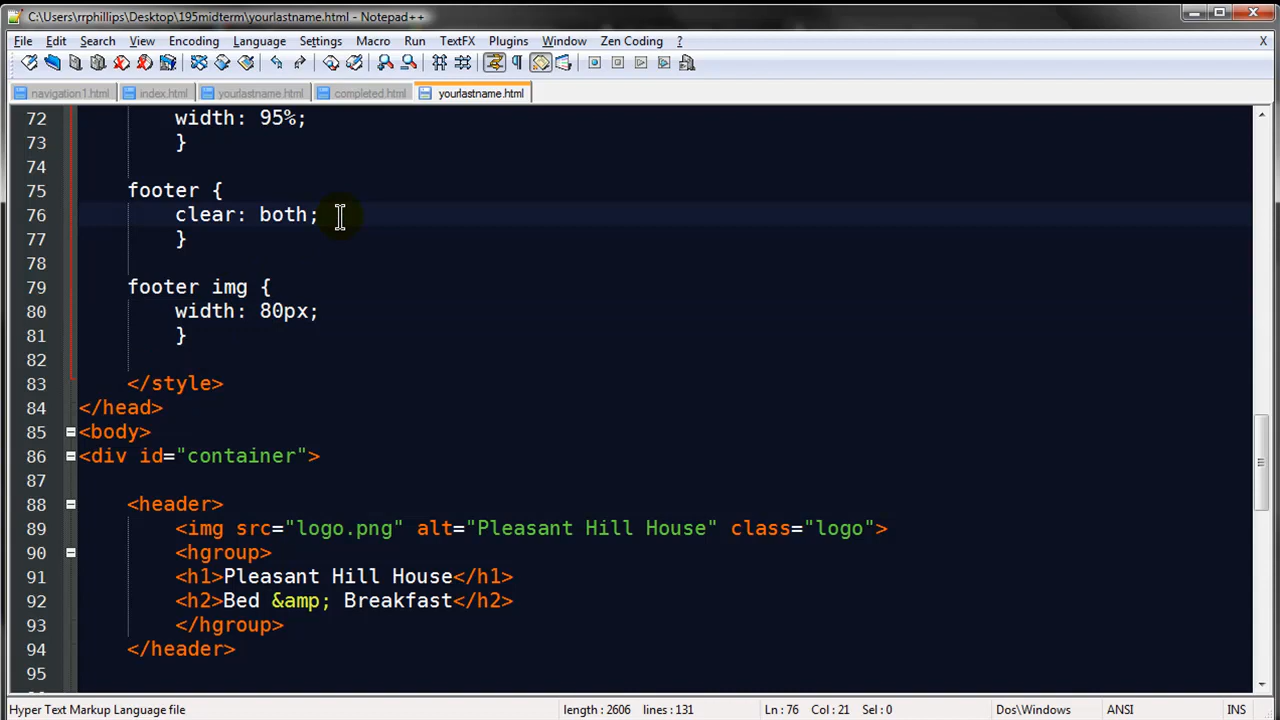 C:\Users\rrphillips\Desktop\195midterm\yourlastname.html - Notepad++
File Edit Search View Encoding Language Settings Macro Run TextFX Plugins Window Zen Coding ? X
navigation1.html index.html yourlastname.html completed.html yourlastname.html
72 width: 95%;
73 }
74
75 footer {
76 clear: both;
77 }
78
79 footer img {
80 width: 80px;
81 }
82
83 </style>
84 </head>
85 <body>
86 <div id="container">
87
88 <header>
89 <img src="logo.png" alt="Pleasant Hill House" class="logo">
90 <hgroup>
91 <h1>Pleasant Hill House</h1>
92 <h2>Bed &amp; Breakfast</h2>
93 </hgroup>
94 </header>
95
Hyper Text Markup Language file length : 2606 lines : 131 Ln : 76 Col : 21 Sel : 0 Dos\Windows ANSI INS